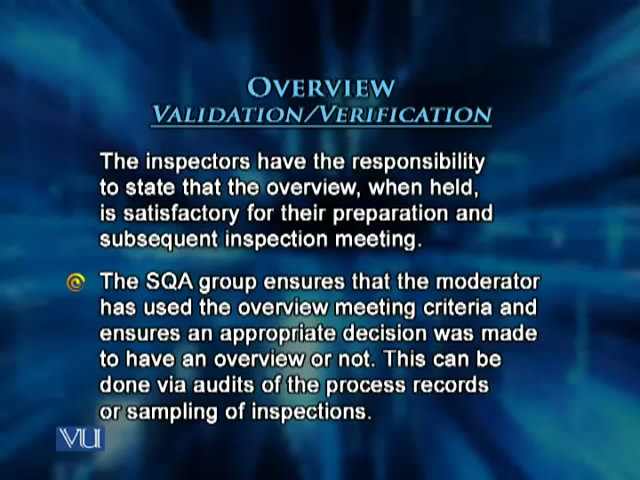 OVERVIEW
VALIDATION/VERIFICATION
The inspectors have the responsibility
to state that the overview, when held,
is satisfactory for their preparation and
subsequent inspection meeting.
The SQA group ensures that the moderator
has used the overview meeting criteria and
ensures an appropriate decision was made
to have an overview or not. This can be
done via audits of the process records
or sampling of inspections.
VU